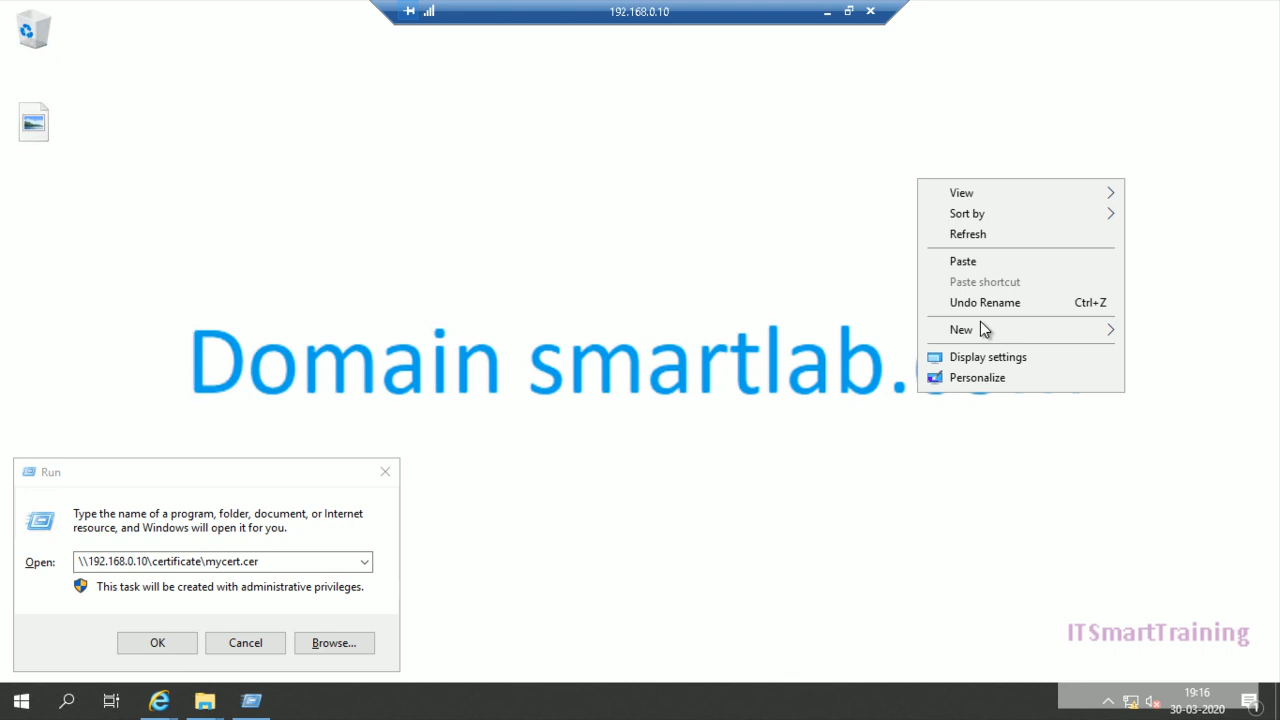 192.168.0.10
View
Sort by
Refresh
Paste
Paste shortcut
Undo Rename Ctrl+Z
New
Display settings
Personalize
Domain smartlab.
Run
Type the name of a program, folder, document, or Internet
resource, and Windows will open it for you.
Open: \\192.168.0.10\certificate\mycert.cer
This task will be created with administrative privileges.
OK Cancel Browse...
ITSmartTraining
19:16
30-03-2020
1